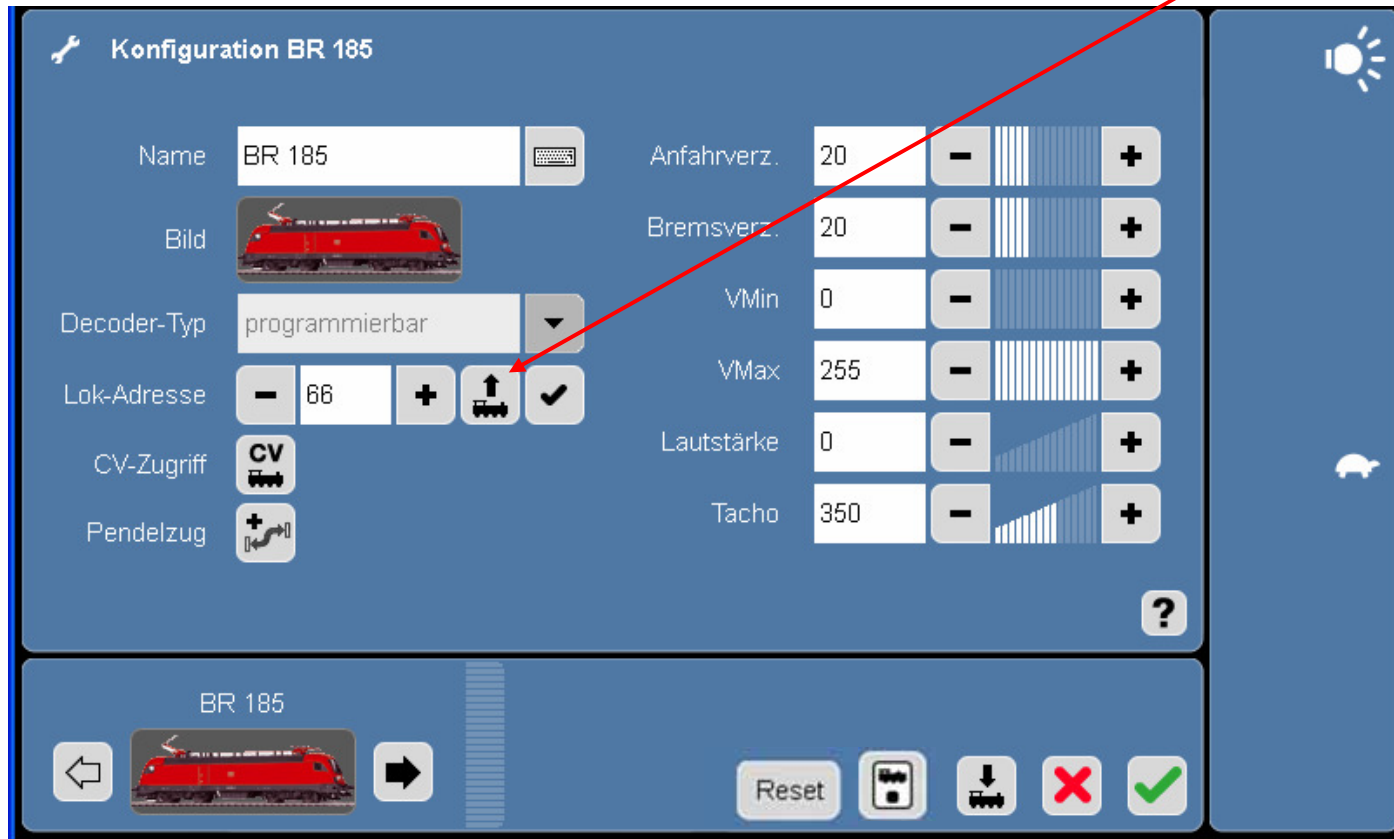 Konfiguration BR 185
Name BR 185
Bild
Decoder-Typ programmierbar
Lok-Adresse - 66 +
CV-Zugriff CV
Pendelzug +
Anfahrverz. 20 - +
Bremsverz. 20 - +
VMin 0 - +
VMax 255 - +
Lautstärke 0 - +
Tacho 350 - +
?
BR 185
Reset